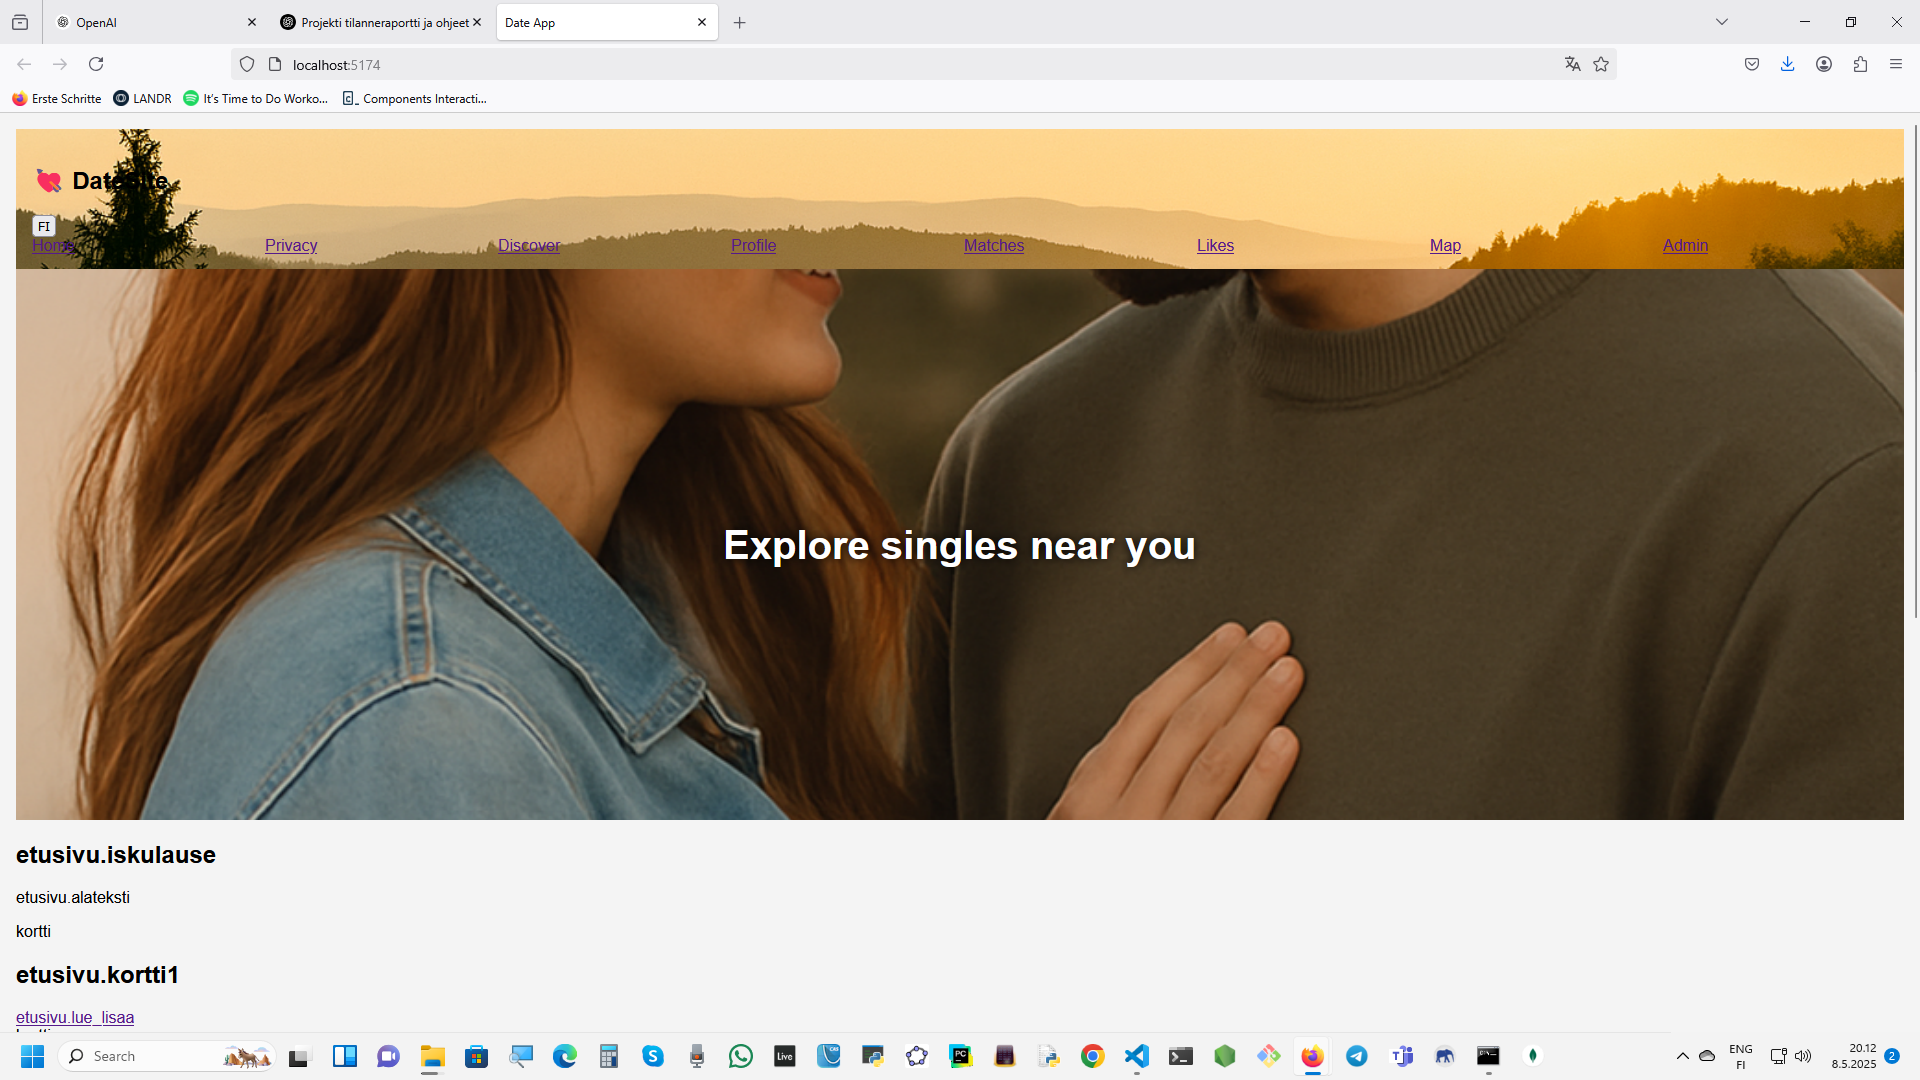 OpenAI
Projekti tilanneraportti ja ohjeet
Date App
localhost:5174
Erste Schritte
LANDR
It's Time to Do Worko...
Components Interacti...
FI
Home
Privacy
Discover
Profile
Matches
Likes
Map
Admin
Explore singles near you
etusivu.iskulause
etusivu.alateksti
kortti
etusivu.kortti1
etusivu.lue_lisaa
Search
Live
ENG
FI
20.12
8.5.2025
2